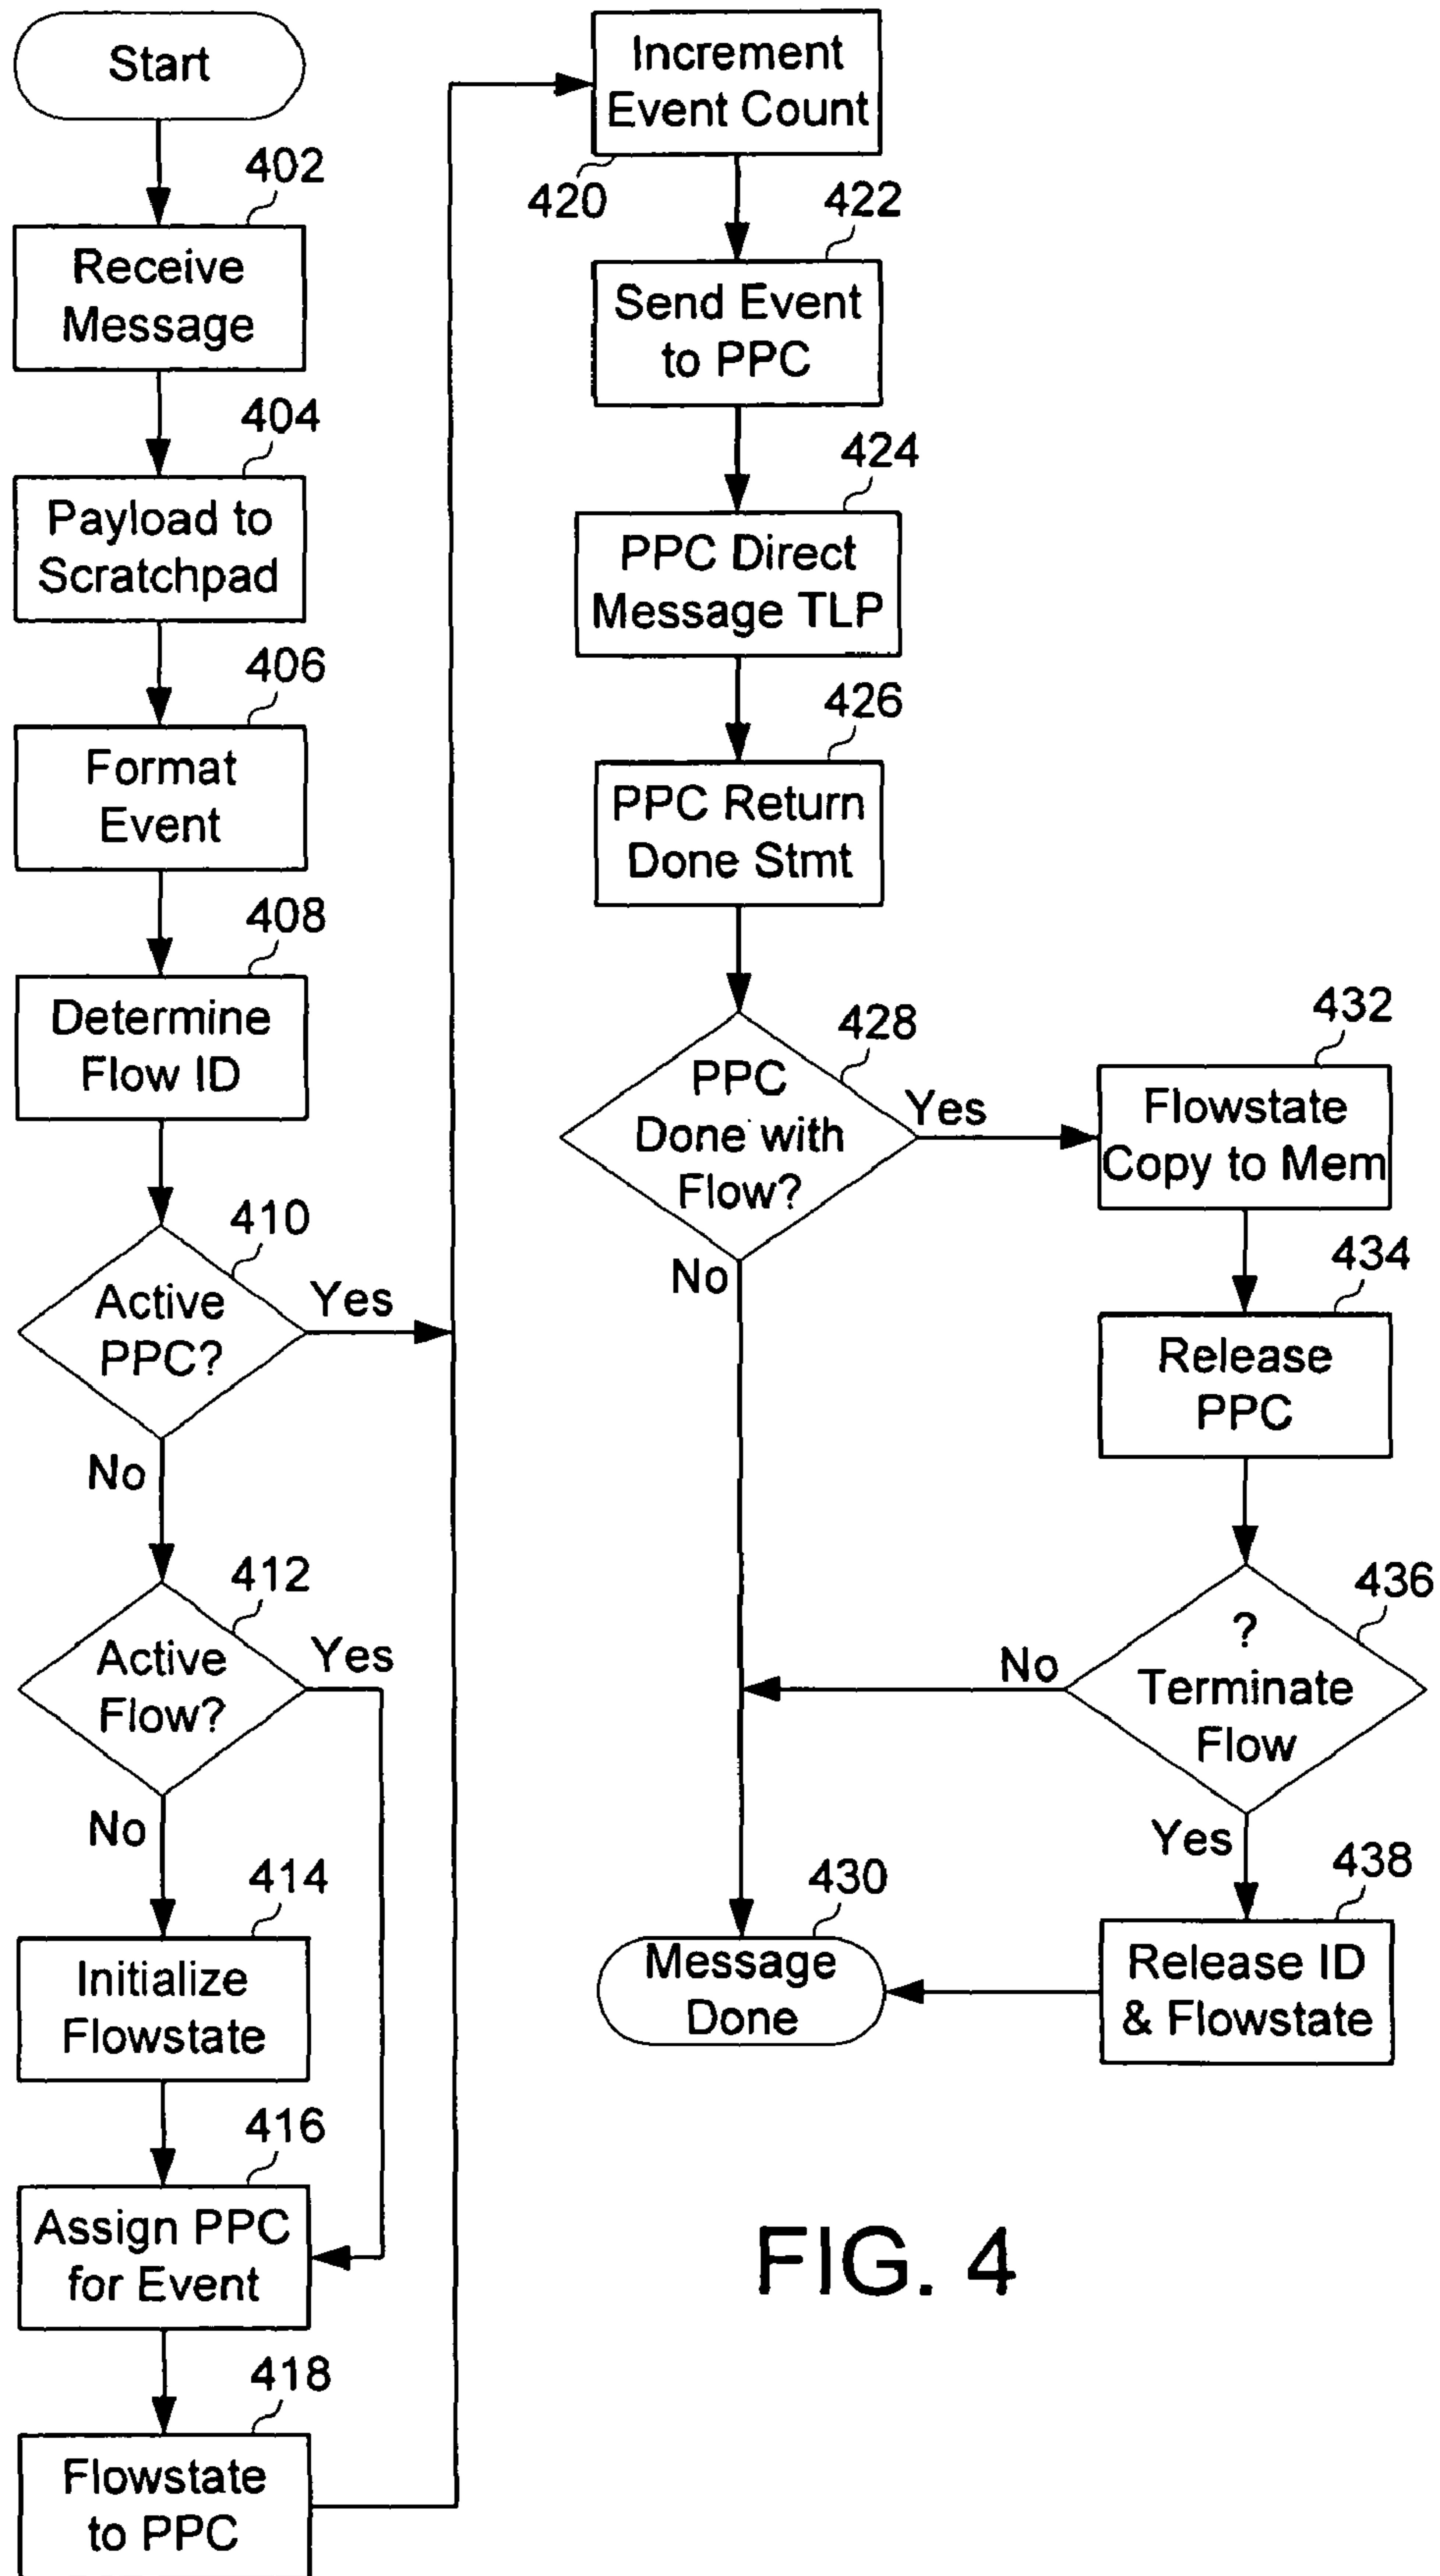 Start
402
Receive
Message
404
Payload to
Scratchpad
406
Format
Event
408
Determine
Flow ID
410
Active
PPC?
Yes
No
412
Active
Flow?
Yes
No
414
Initialize
Flowstate
416
Assign PPC
for Event
418
Flowstate
to PPC
Increment
Event Count
420
422
Send Event
to PPC
424
PPC Direct
Message TLP
426
PPC Return
Done Stmt
428
PPC
Done with
Flow?
Yes
No
432
Flowstate
Copy to Mem
434
Release
PPC
436
?
Terminate
Flow
No
Yes
438
Release ID
& Flowstate
430
Message
Done
FIG. 4